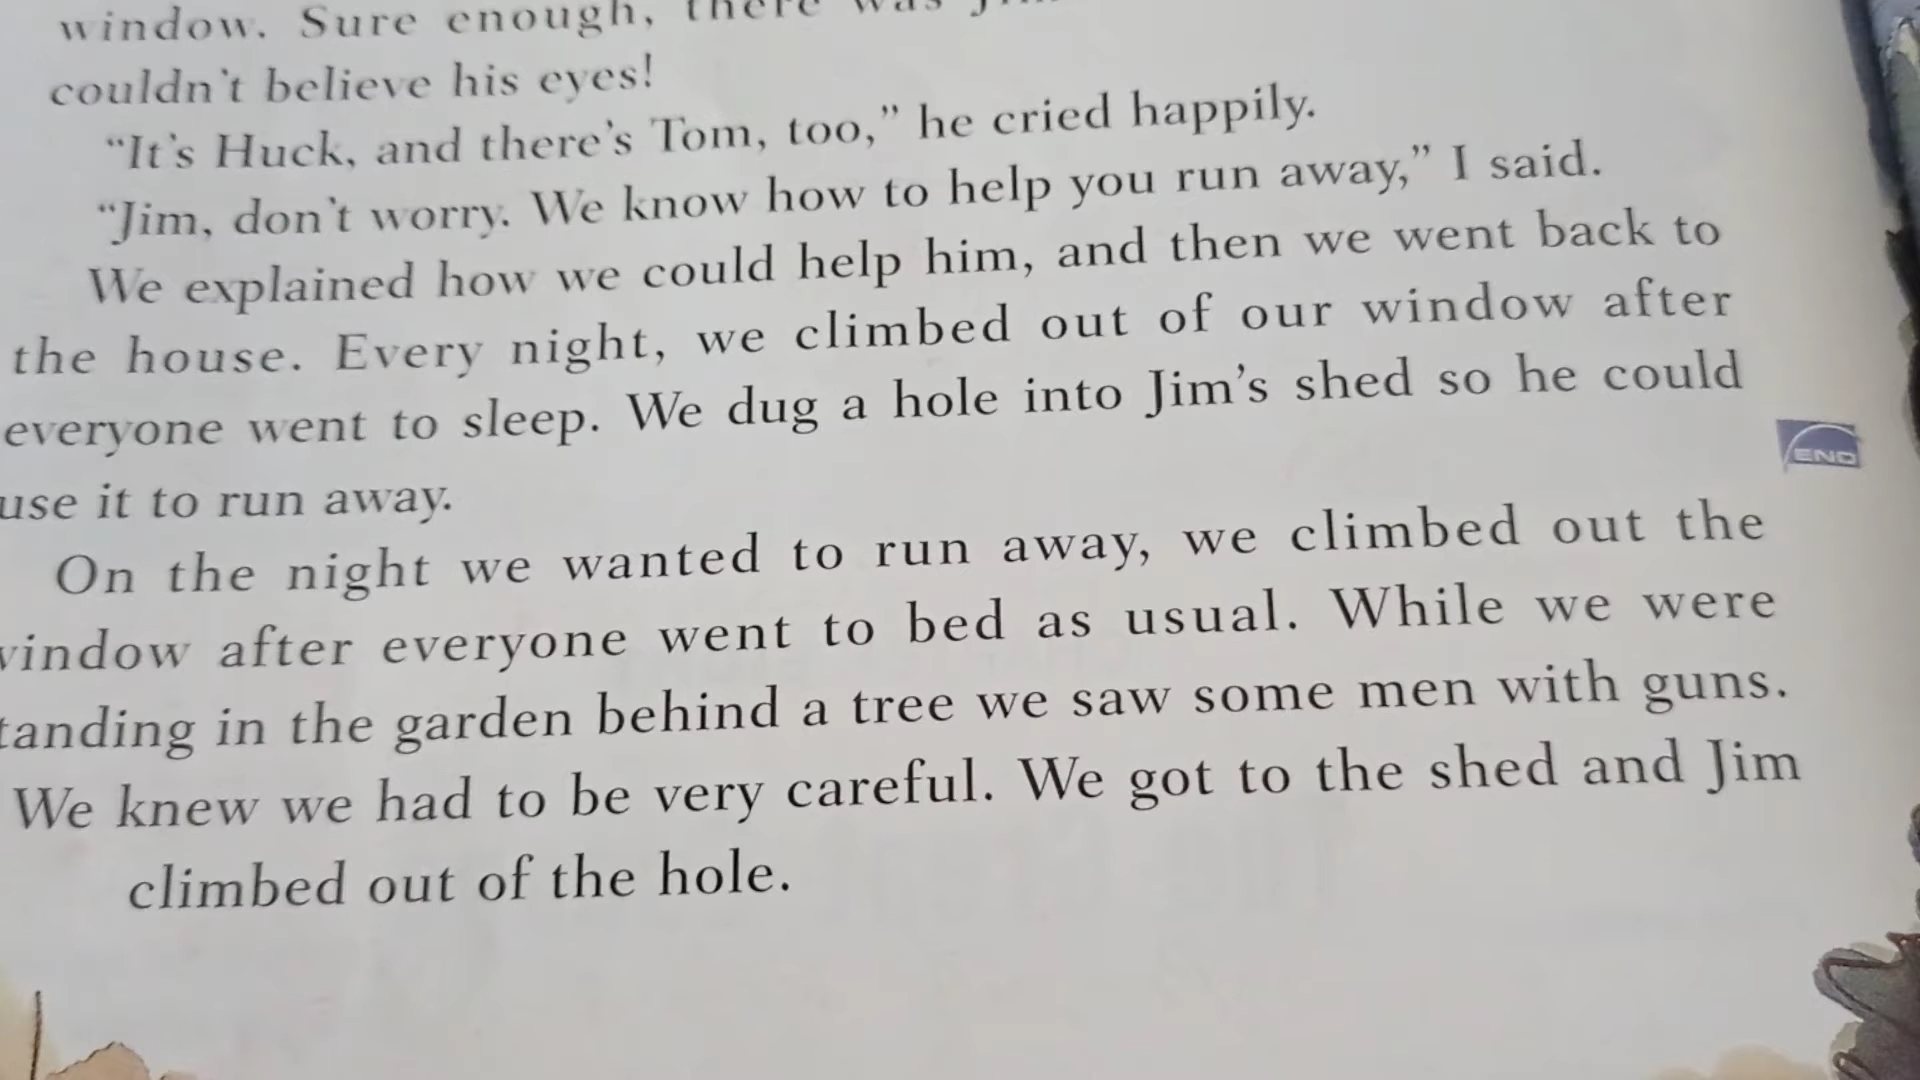 window. Sure enough, there was
couldn't believe his eyes!
“It's Huck, and there's Tom, too,” he cried happily.
“Jim, don't worry. We know how to help you run away,” I said.
We explained how we could help him, and then we went back to
the house. Every night, we climbed out of our window after
everyone went to sleep. We dug a hole into Jim's shed so he could
use it to run away.
END
On the night we wanted to run away, we climbed out the
window after everyone went to bed as usual. While we were
tanding in the garden behind a tree we saw some men with guns.
We knew we had to be very careful. We got to the shed and Jim
climbed out of the hole.